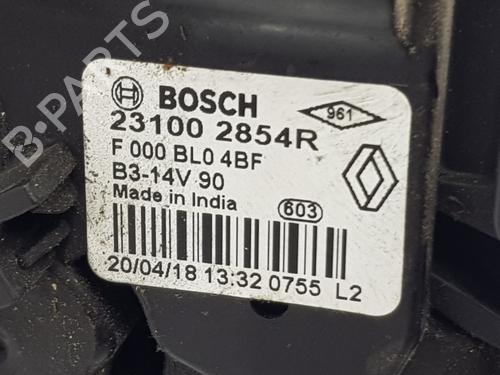 B-PARTS
BOSCH
961
23100 2854R
F 000 BL0 4BF
B3-14V 90
Made in India
603
20/04/18 13:32 0755 L2